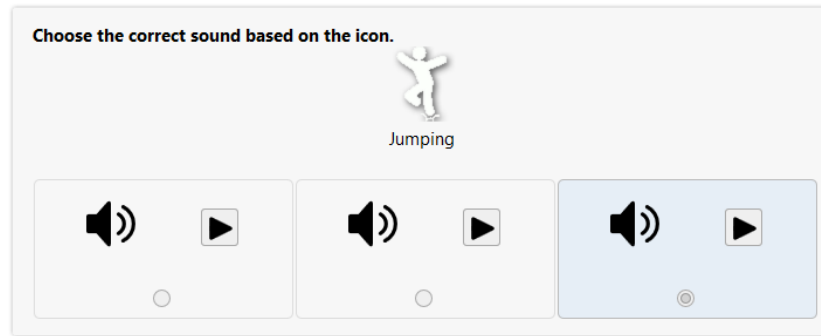 Choose the correct sound based on the icon.
Jumping